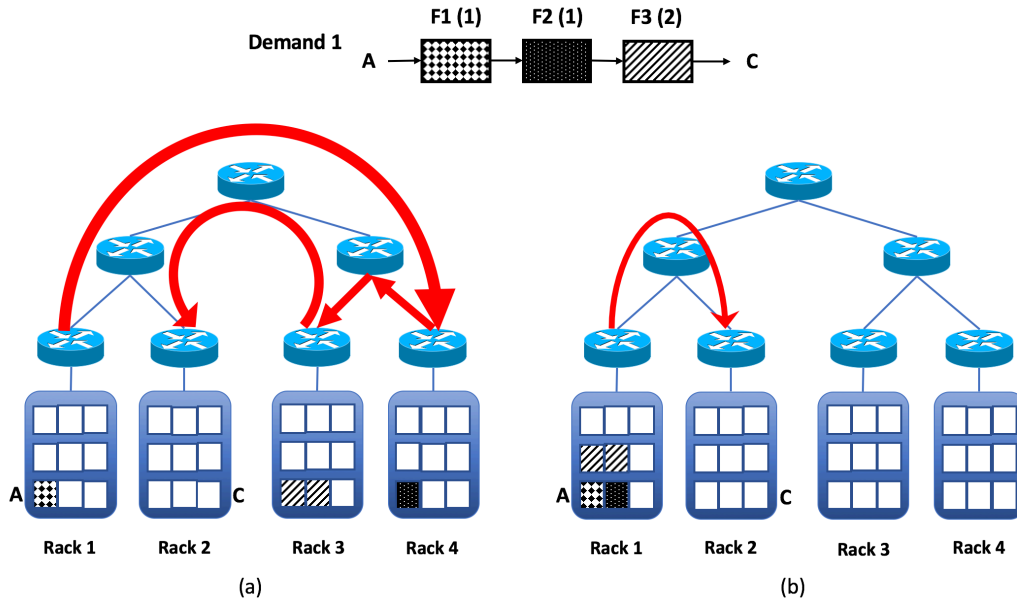 F1 (1) F2 (1) F3 (2)
Demand 1
A C
A C A C
Rack 1 Rack 2 Rack 3 Rack 4 Rack 1 Rack 2 Rack 3 Rack 4
(a) (b)